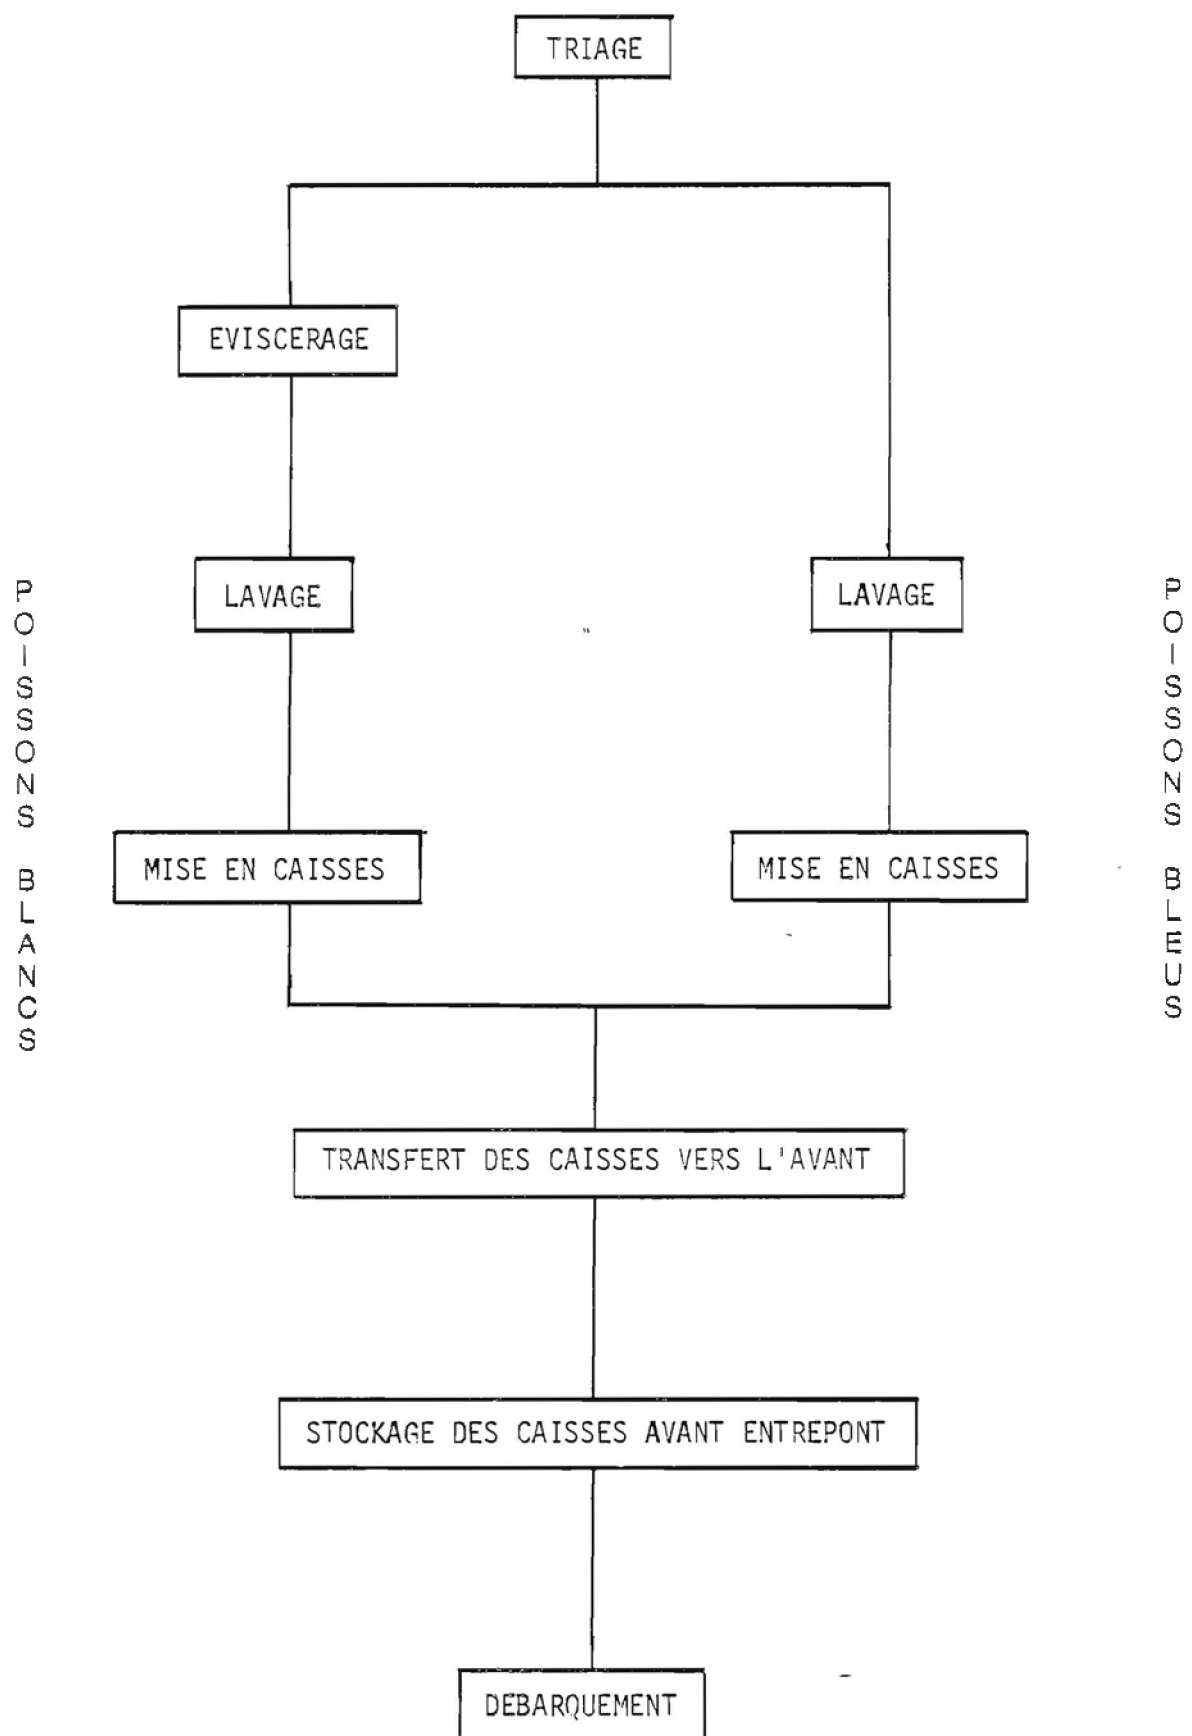 TRIAGE
EVISCERAGE
LAVAGE
LAVAGE
POISSONS BLANCS
POISSONS BLEUS
MISE EN CAISSES
MISE EN CAISSES
TRANSFERT DES CAISSES VERS L'AVANT
STOCKAGE DES CAISSES AVANT ENTREPONT
DEBARQUEMENT